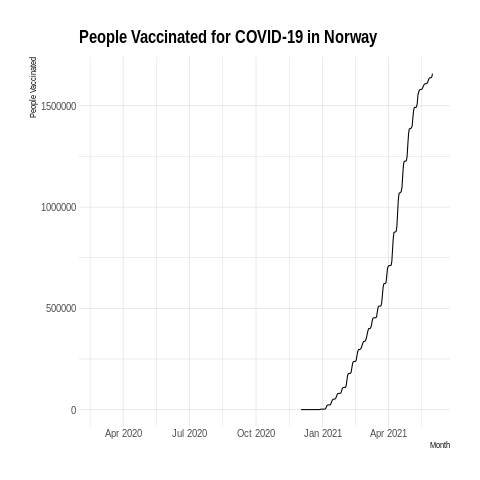 People Vaccinated for COVID-19 in Norway
People Vaccinated
1500000
1000000
500000
0
Apr 2020 Jul 2020 Oct 2020 Jan 2021 Apr 2021
Month